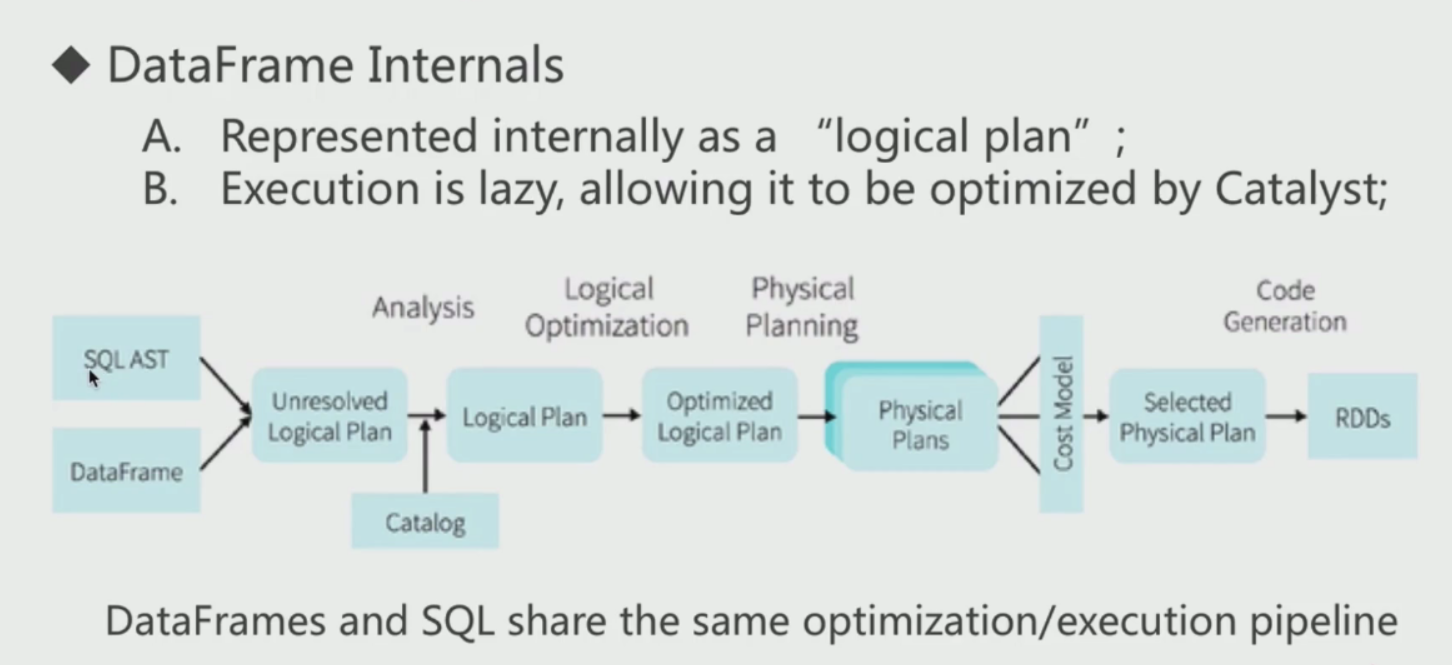 ◆ DataFrame Internals
A. Represented internally as a “logical plan” ;
B. Execution is lazy, allowing it to be optimized by Catalyst;
Analysis
Logical
Optimization
Physical
Planning
Code
Generation
SQL AST
DataFrame
Unresolved
Logical Plan
Catalog
Logical Plan
Optimized
Logical Plan
Physical
Plans
Cost Model
Selected
Physical Plan
RDDs
DataFrames and SQL share the same optimization/execution pipeline